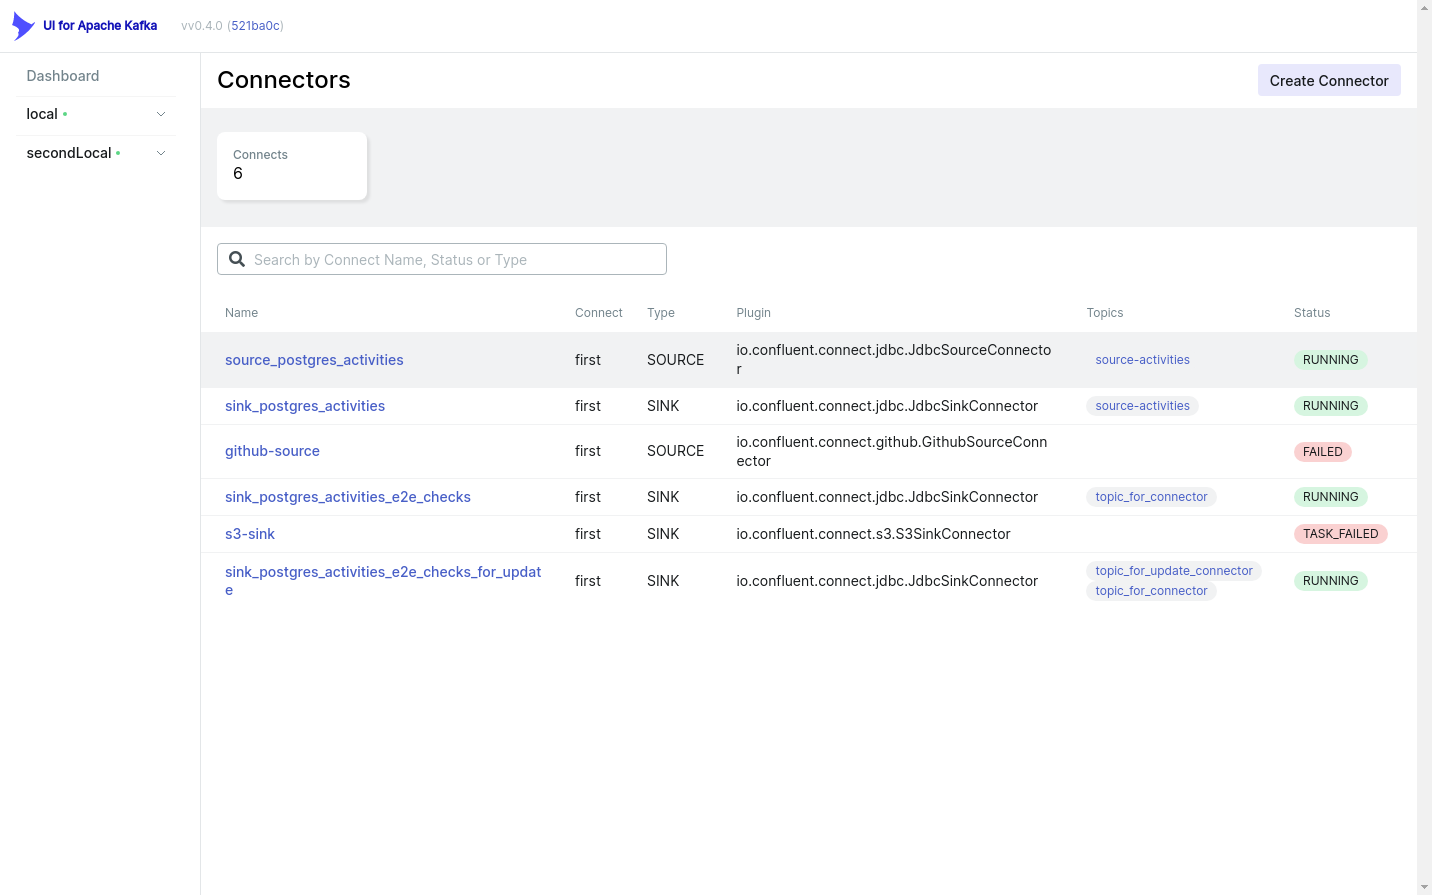 UI for Apache Kafka vv0.4.0 (521ba0c)
Dashboard
local
secondLocal
Connectors
Create Connector
Connects
6
Search by Connect Name, Status or Type
Name Connect Type Plugin Topics Status
source_postgres_activities first SOURCE io.confluent.connect.jdbc.JdbcSourceConnecto
r source-activities RUNNING
sink_postgres_activities first SINK io.confluent.connect.jdbc.JdbcSinkConnector source-activities RUNNING
github-source first SOURCE io.confluent.connect.github.GithubSourceConn
ector FAILED
sink_postgres_activities_e2e_checks first SINK io.confluent.connect.jdbc.JdbcSinkConnector topic_for_connector RUNNING
s3-sink first SINK io.confluent.connect.s3.S3SinkConnector TASK_FAILED
sink_postgres_activities_e2e_checks_for_updat
e first SINK io.confluent.connect.jdbc.JdbcSinkConnector topic_for_update_connector
topic_for_connector RUNNING